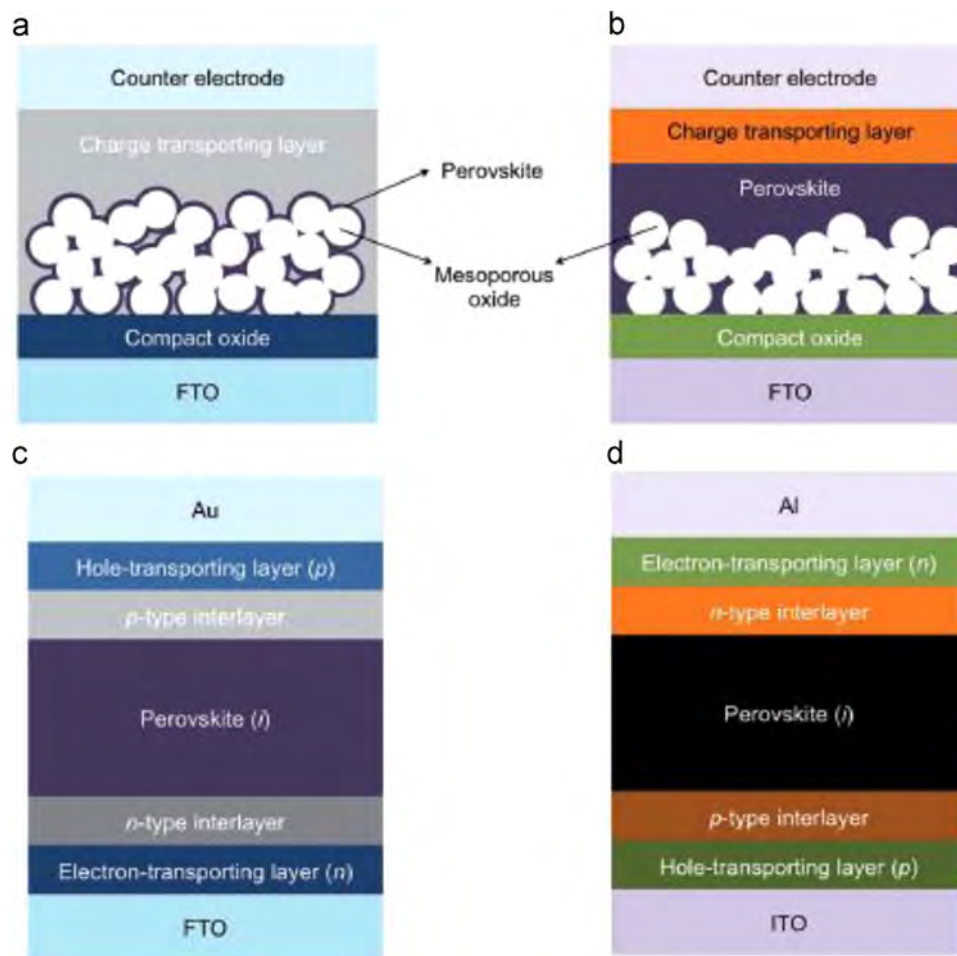 a
Counter electrode
Charge transporting layer
Perovskite
Mesoporous
oxide
Compact oxide
FTO
b
Counter electrode
Charge transporting layer
Perovskite
Compact oxide
FTO
c
Au
Hole-transporting layer (p)
p-type interlayer
Perovskite (i)
n-type interlayer
Electron-transporting layer (n)
FTO
d
Al
Electron-transporting layer (n)
n-type interlayer
Perovskite (i)
p-type interlayer
Hole-transporting layer (p)
ITO